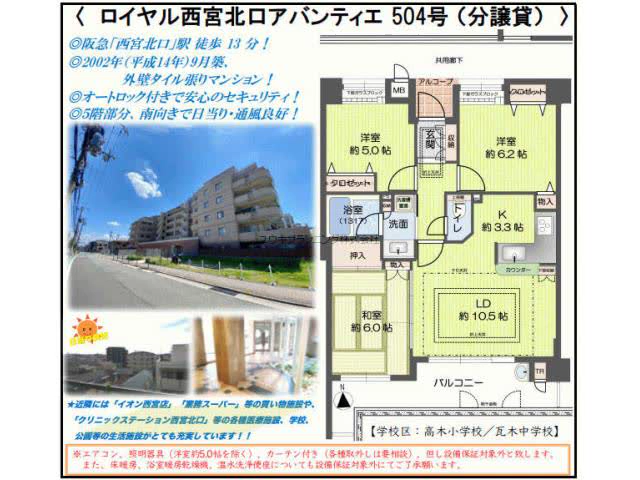 〈 ロイヤル西宮北口アバンティエ 504号（分譲貸）〉
◎阪急「西宮北口」駅 徒歩 13 分！
◎2002年（平成14年）9月築、
外壁タイル張りマンション！
◎オートロック付きで安心のセキュリティ！
◎5階部分、南向きで日当り・通風良好！
共用廊下
アルコーブ
MB
クロゼット
洋室
約5.0帖
玄関
収納
洋室
約6.2帖
クロゼット
物入
浴室
(1317)
洗面
トイレ
K
約3.3帖
カウンター
押入
物入
和室
約6.0帖
LD
約10.5帖
バルコニー
TR
N
★近隣には「イオン西宮店」「業務スーパー」等の買い物施設や、
「クリニックステーション西宮北口」等の各種医療施設、学校、
公園等の生活施設がとても充実しています！！
【学校区：高木小学校／瓦木中学校】
※エアコン、照明器具（洋室約5.0帖を除く）、カーテン付き（各種取外しは要相談）、但し設備保証対象外と致します。
また、床暖房、浴室暖房乾燥機、温水洗浄便座についても設備保証対象外にてご了承願います。